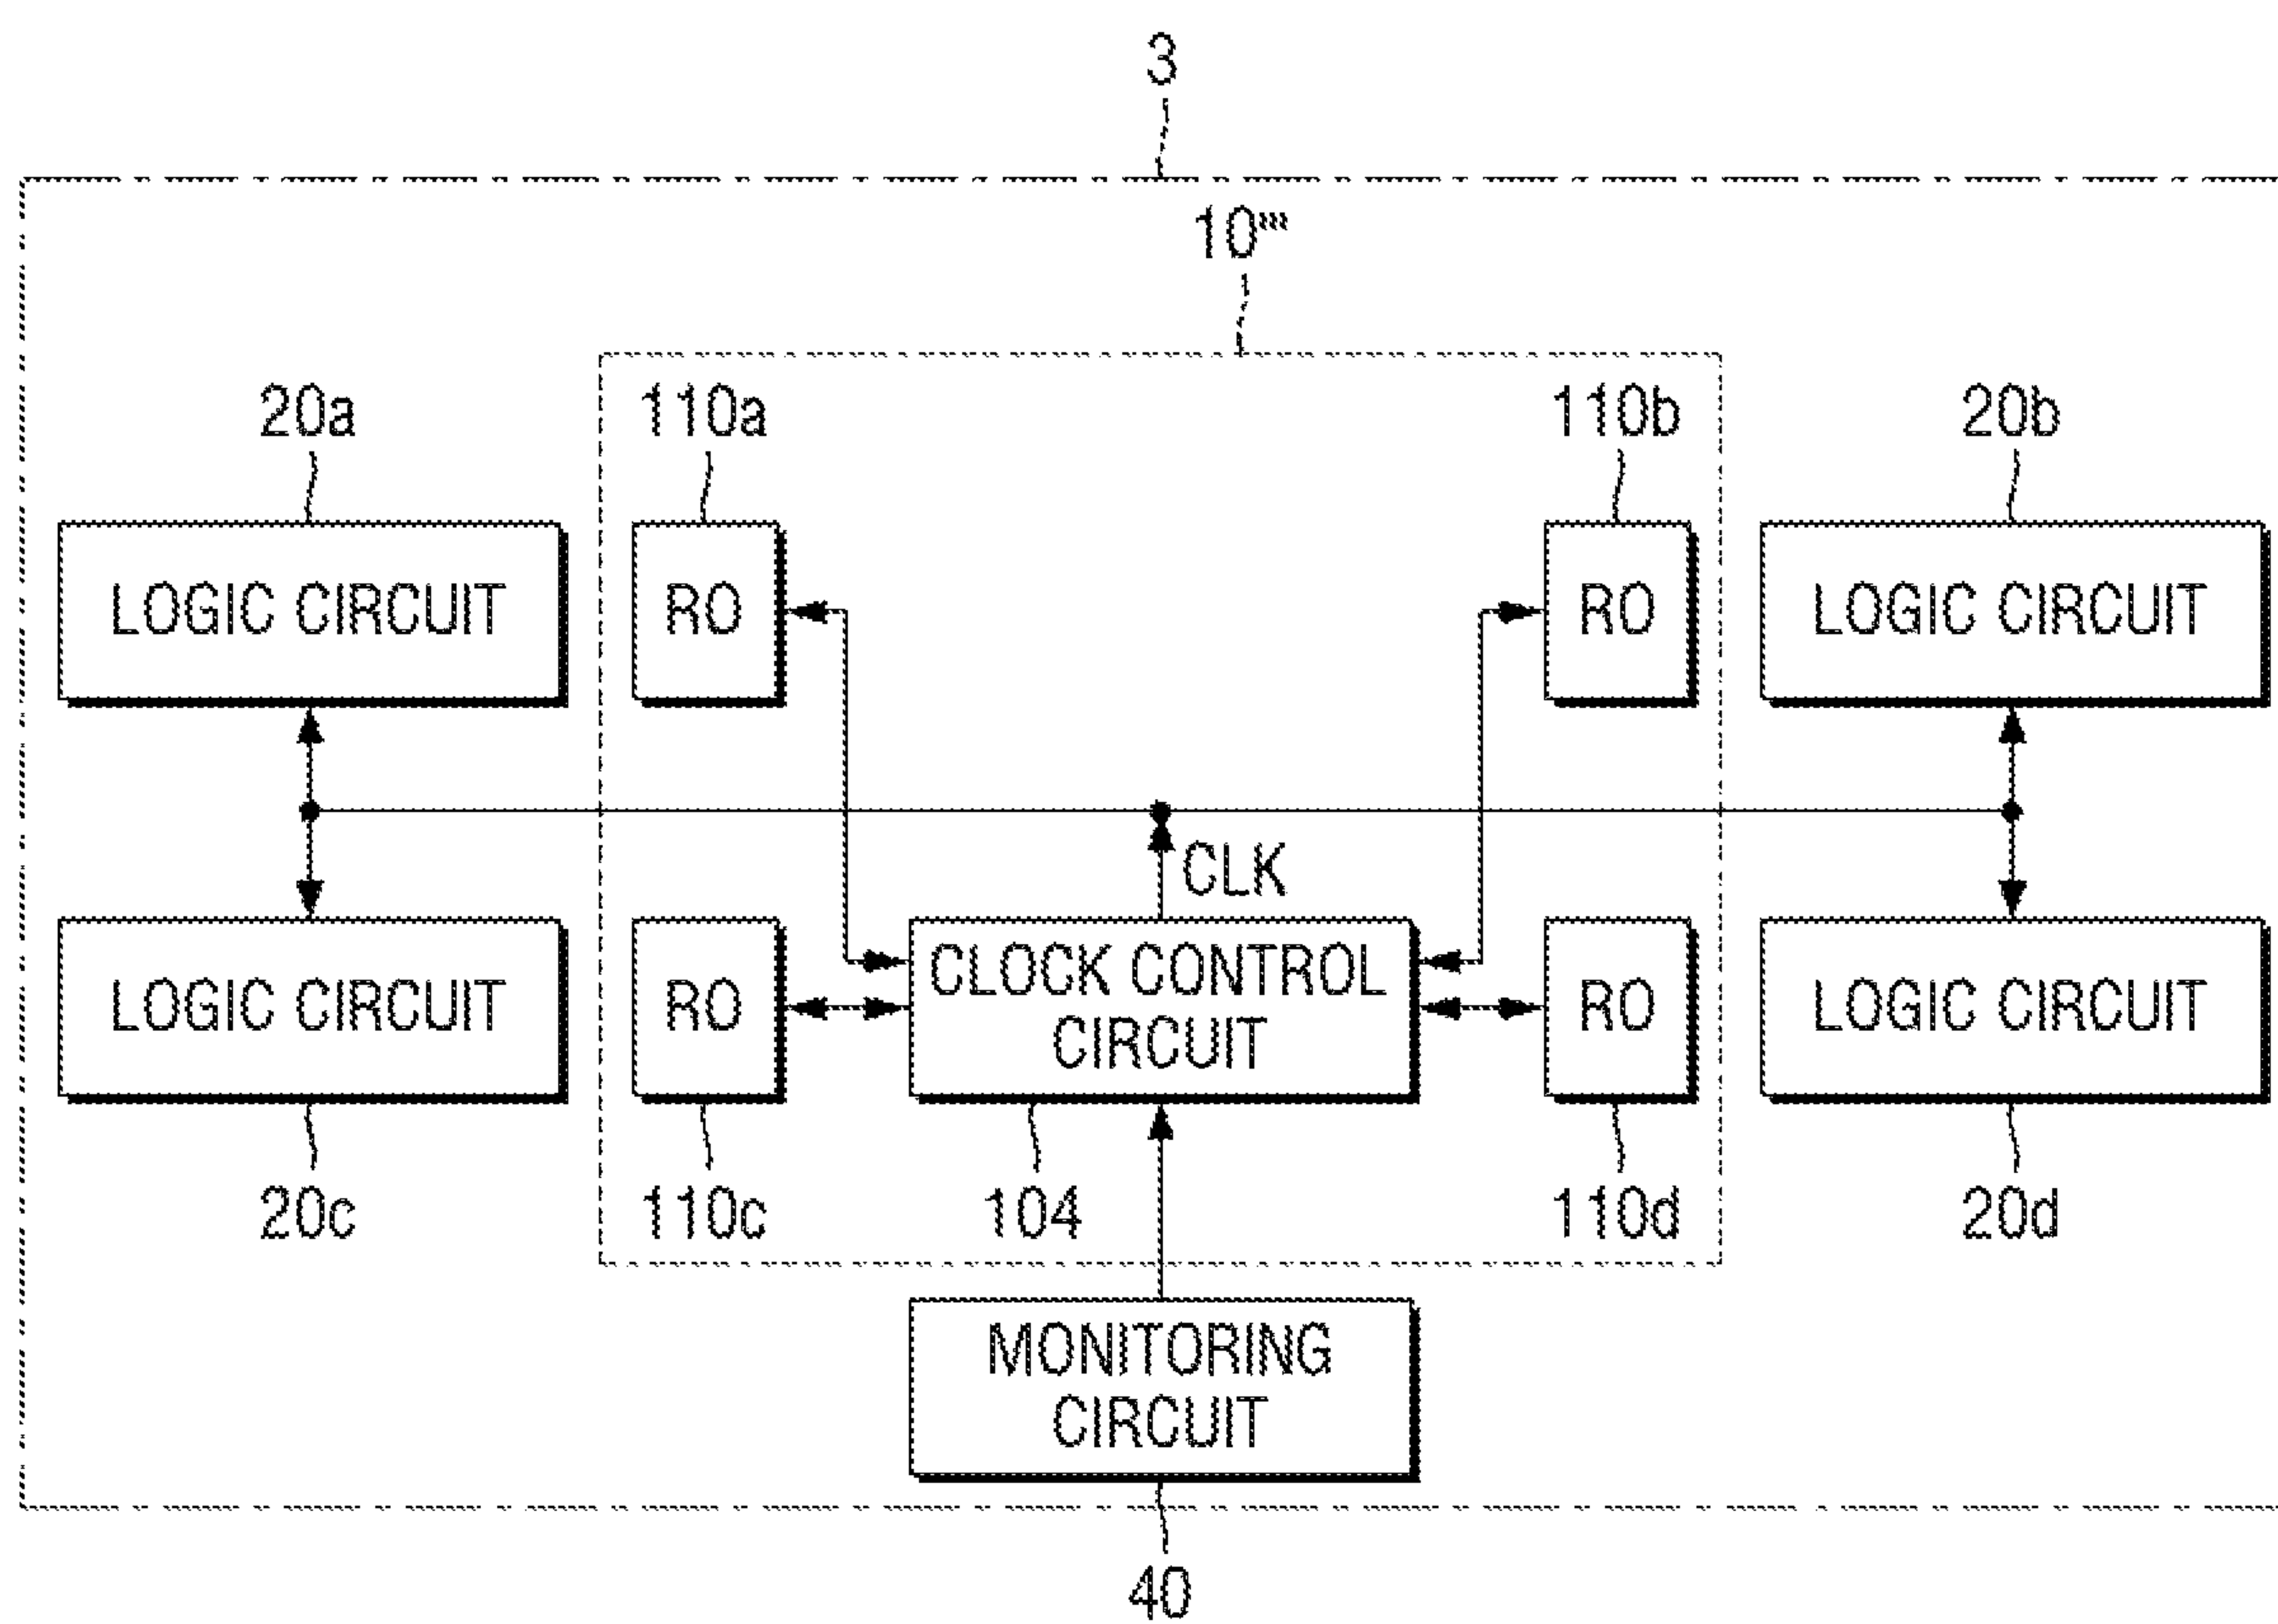 3
10'''
20a
110a
110b
20b
LOGIC CIRCUIT
RO
RO
LOGIC CIRCUIT
CLK
LOGIC CIRCUIT
RO
CLOCK CONTROL
CIRCUIT
RO
LOGIC CIRCUIT
20c
110c
104
110d
20d
MONITORING
CIRCUIT
40